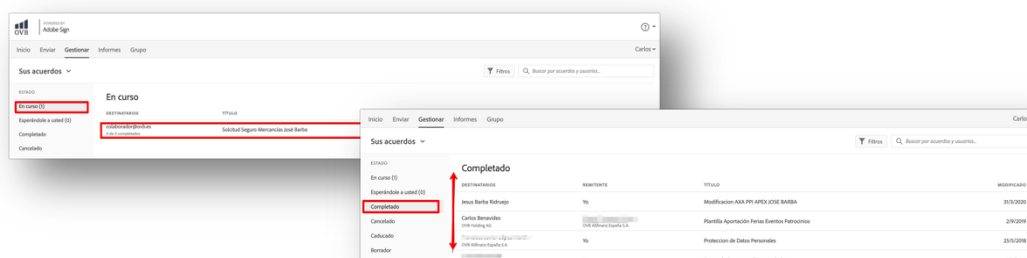 OVB
POWERED BY
Adobe Sign
Inicio Enviar Gestionar Informes Grupo Carlos
Sus acuerdos Filtros Buscar por acuerdos y usuarios...
ESTADO
En curso (1)
Esperándole a usted (0)
Completado
Cancelado
En curso
DESTINATARIOS TÍTULO
colaborador@ovb.es Solcitud Seguro Mercancías José Barba
completados
Inicio Enviar Gestionar Informes Grupo Carlo
Sus acuerdos Filtros Buscar por acuerdos y usuarios...
ESTADO
En curso (1)
Esperándole a usted (0)
Completado
Cancelado
Caducado
Borrador
Completado
DESTINATARIOS REMITENTE TÍTULO MODIFICADO
Jesus Barba Ridruejo Yo Modificacion AXA PPI APEX JOSE BARBA 31/3/2020
Carlos Benavides Plantilla Aportación Ferias Eventos Patrocinios 2/9/2019
OVB Holding AG OVB Allfinanz España S.A.
Yo Proteccion de Datos Personales 25/5/2018
OVB Allfinanz España S.A.